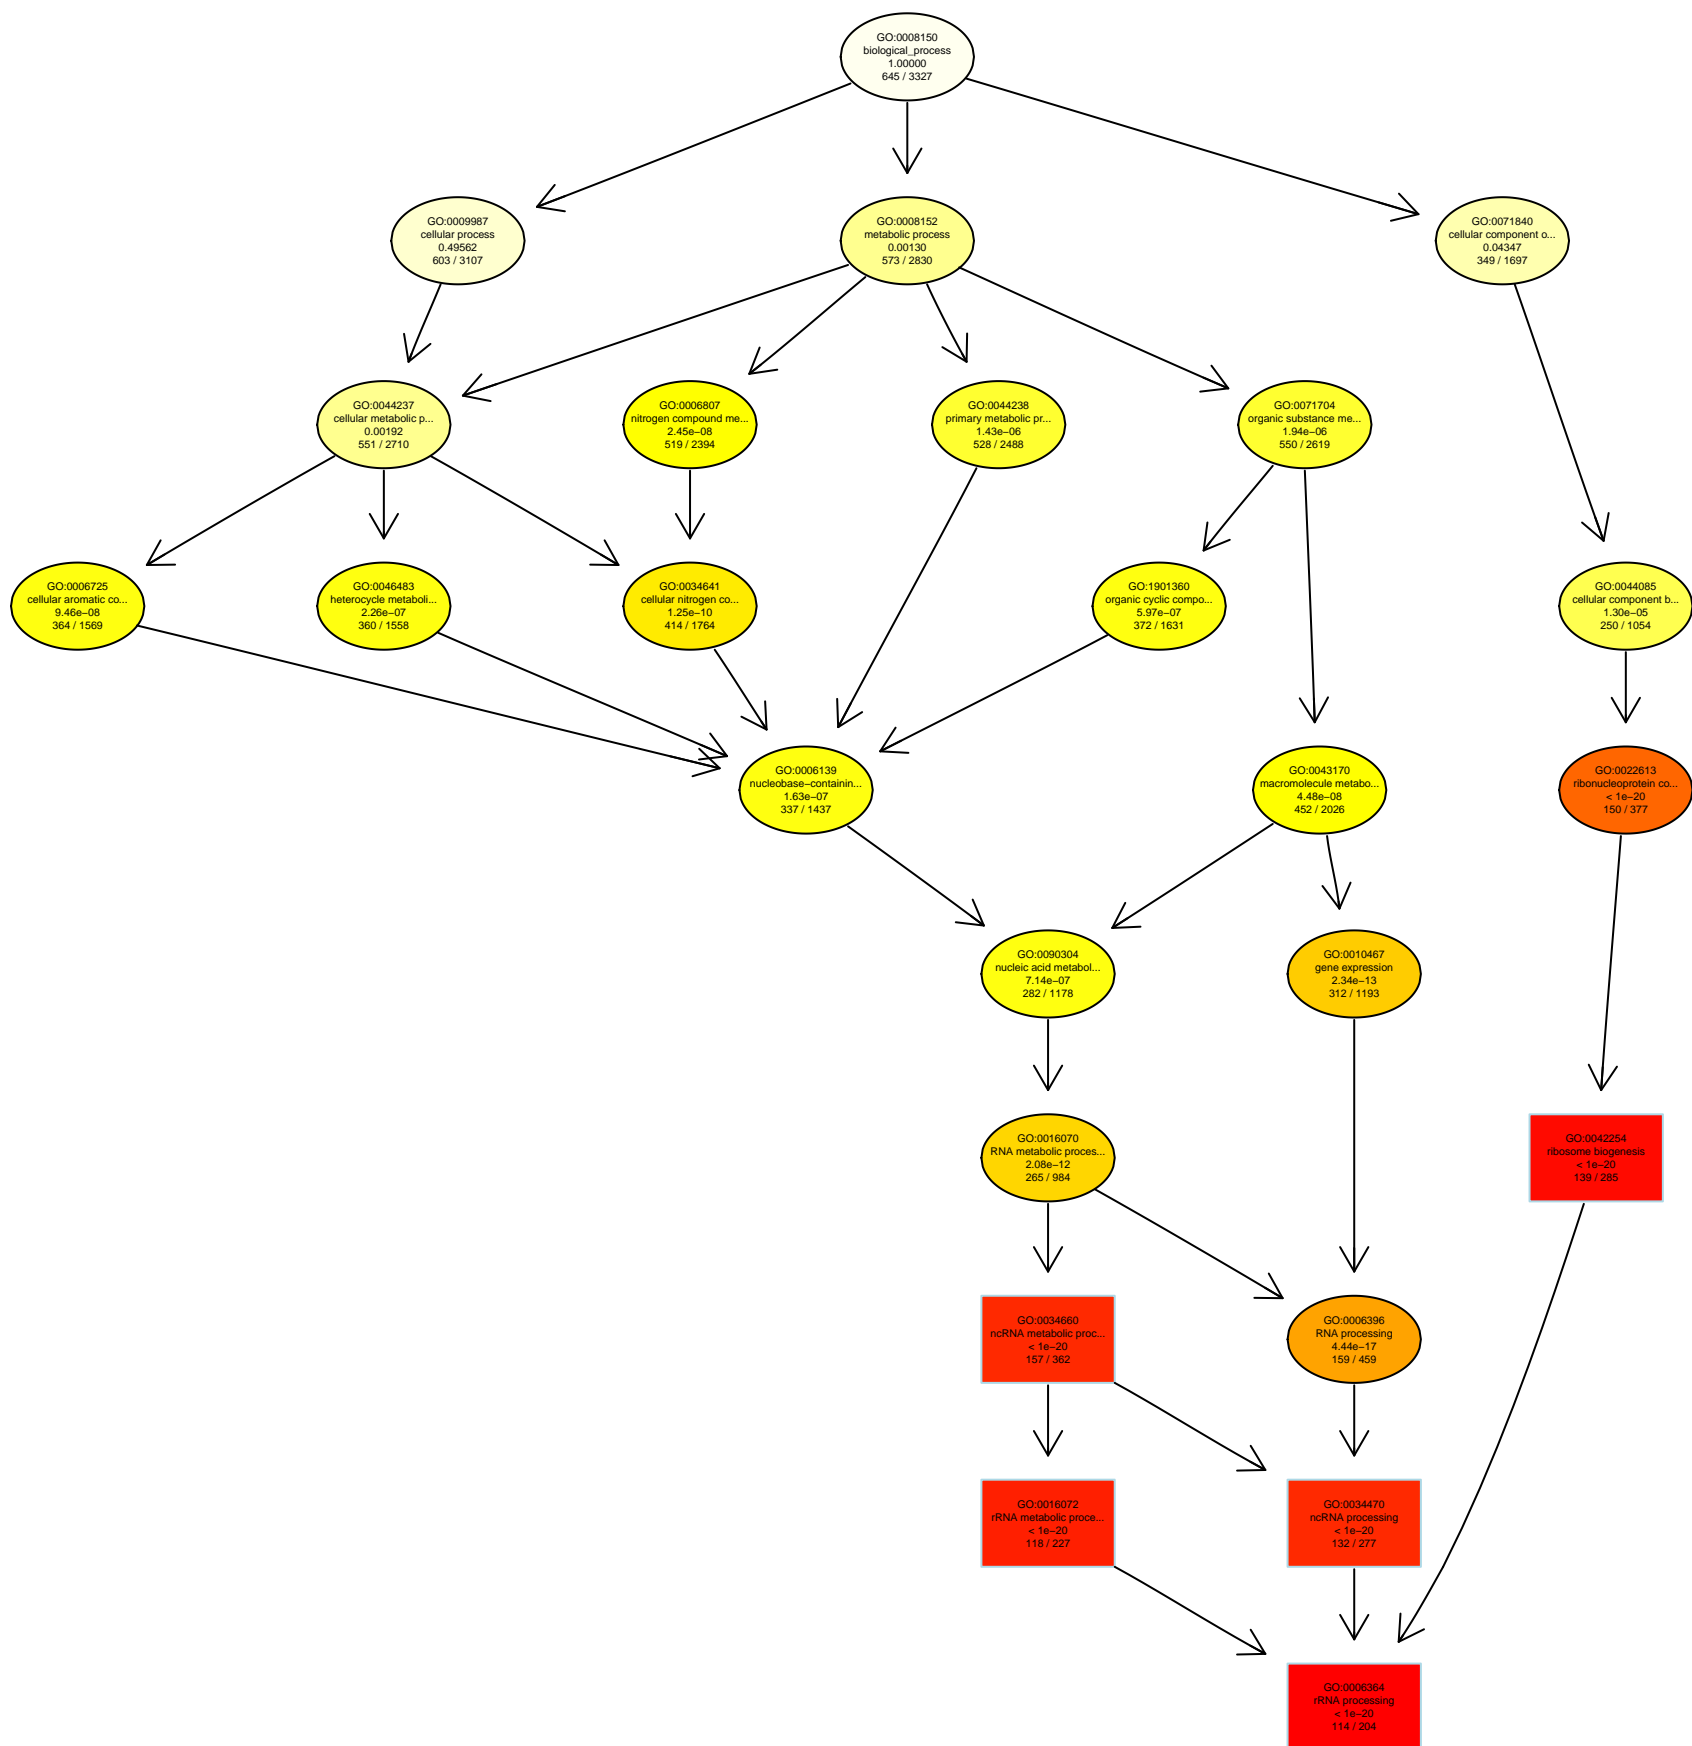 GO:0008150
biological_process
1.00000
645 / 3327
GO:0009987
cellular process
0.49562
603 / 3107
GO:0008152
metabolic process
0.00130
573 / 2830
GO:0071840
cellular component o...
0.04347
349 / 1697
GO:0044237
cellular metabolic p...
0.00192
551 / 2710
GO:0006807
nitrogen compound me...
2.45e−08
519 / 2394
GO:0044238
primary metabolic pr...
1.43e−06
528 / 2488
GO:0071704
organic substance me...
1.94e−06
550 / 2619
GO:0006725
cellular aromatic co...
9.46e−08
364 / 1569
GO:0046483
heterocycle metaboli...
2.26e−07
360 / 1558
GO:0034641
cellular nitrogen co...
1.25e−10
414 / 1764
GO:1901360
organic cyclic compo...
5.97e−07
372 / 1631
GO:0044085
cellular component b...
1.30e−05
250 / 1054
GO:0006139
nucleobase−containin...
1.63e−07
337 / 1437
GO:0043170
macromolecule metabo...
4.48e−08
452 / 2026
GO:0022613
ribonucleoprotein co...
< 1e−20
150 / 377
GO:0090304
nucleic acid metabol...
7.14e−07
282 / 1178
GO:0010467
gene expression
2.34e−13
312 / 1193
GO:0016070
RNA metabolic proces...
2.08e−12
265 / 984
GO:0042254
ribosome biogenesis
< 1e−20
139 / 285
GO:0034660
ncRNA metabolic proc...
< 1e−20
157 / 362
GO:0006396
RNA processing
4.44e−17
159 / 459
GO:0016072
rRNA metabolic proce...
< 1e−20
118 / 227
GO:0034470
ncRNA processing
< 1e−20
132 / 277
GO:0006364
rRNA processing
< 1e−20
114 / 204